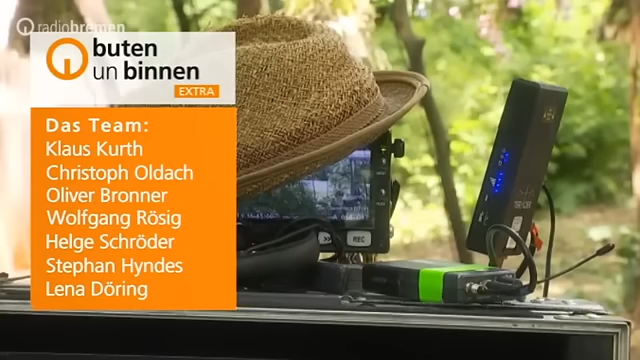 radiobremen
buten
un binnen
EXTRA
Das Team:
Klaus Kurth
Christoph Oldach
Oliver Bronner
Wolfgang Rösig
Helge Schröder
Stephan Hyndes
Lena Döring
REC